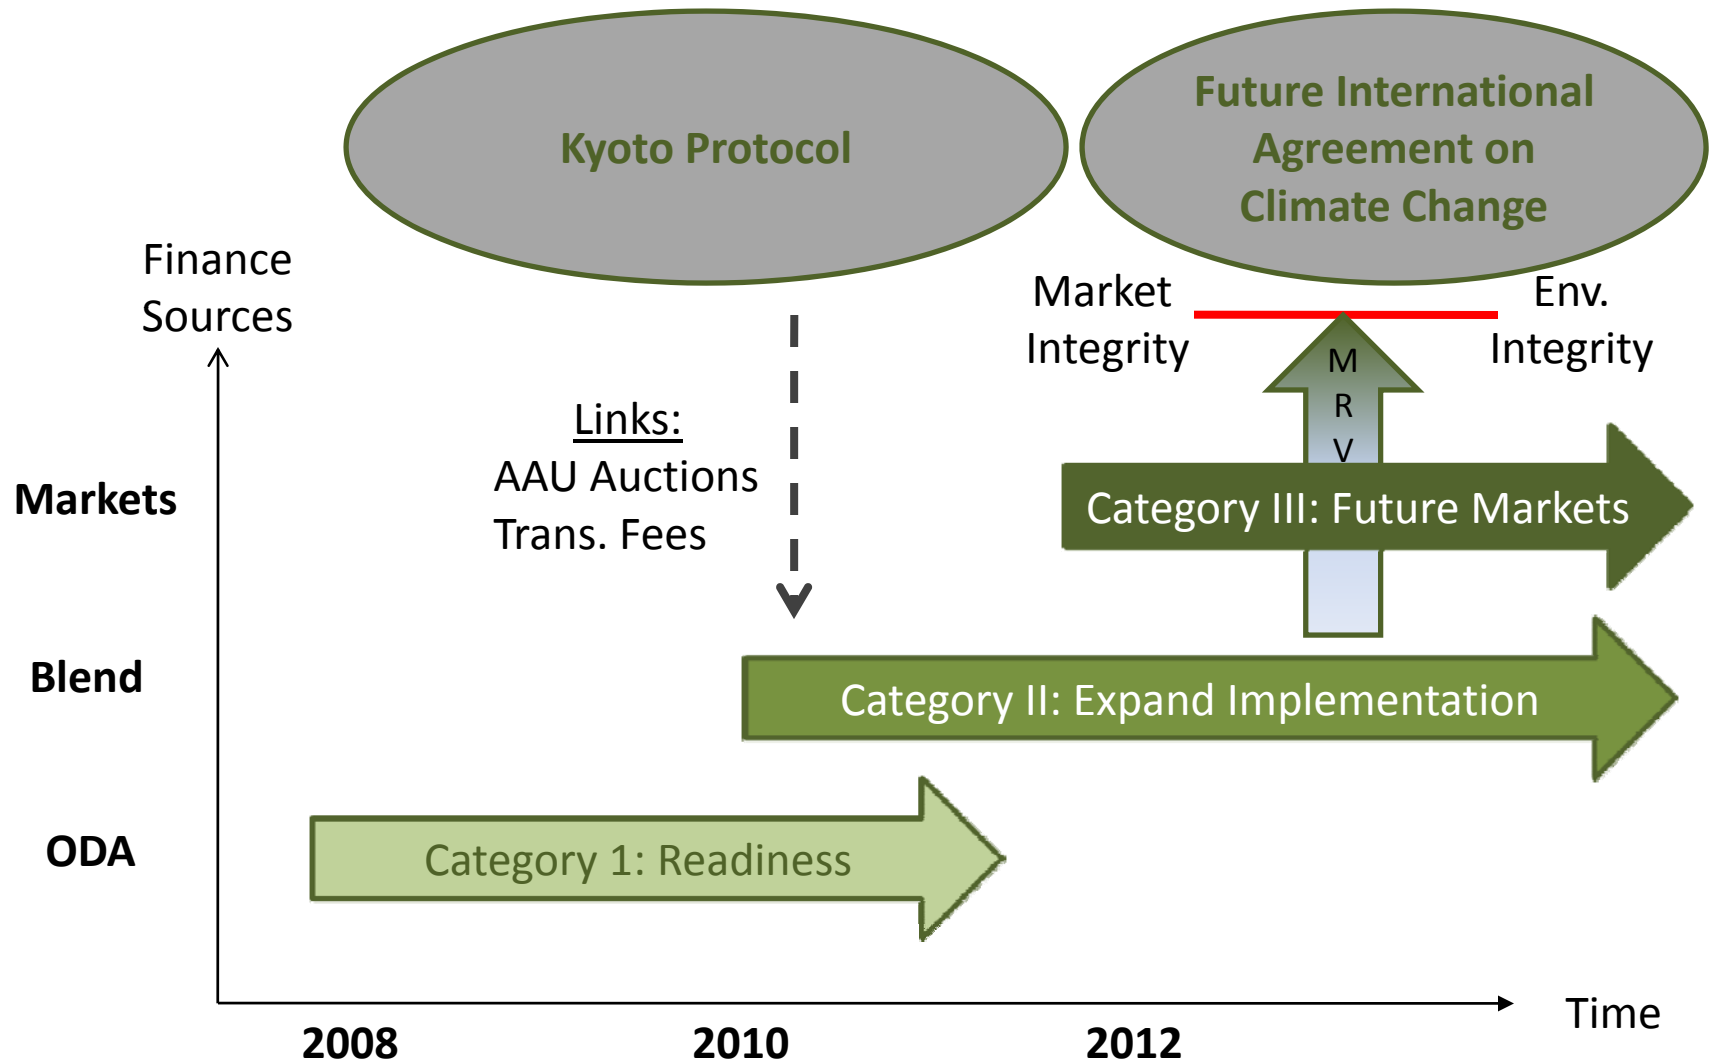 Kyoto Protocol
Future International
Agreement on
Climate Change
Finance
Sources
Market
Integrity
Env.
Integrity
M
R
V
Links:
AAU Auctions
Trans. Fees
Markets
Category III: Future Markets
Blend
Category II: Expand Implementation
ODA
Category 1: Readiness
Time
2008
2010
2012